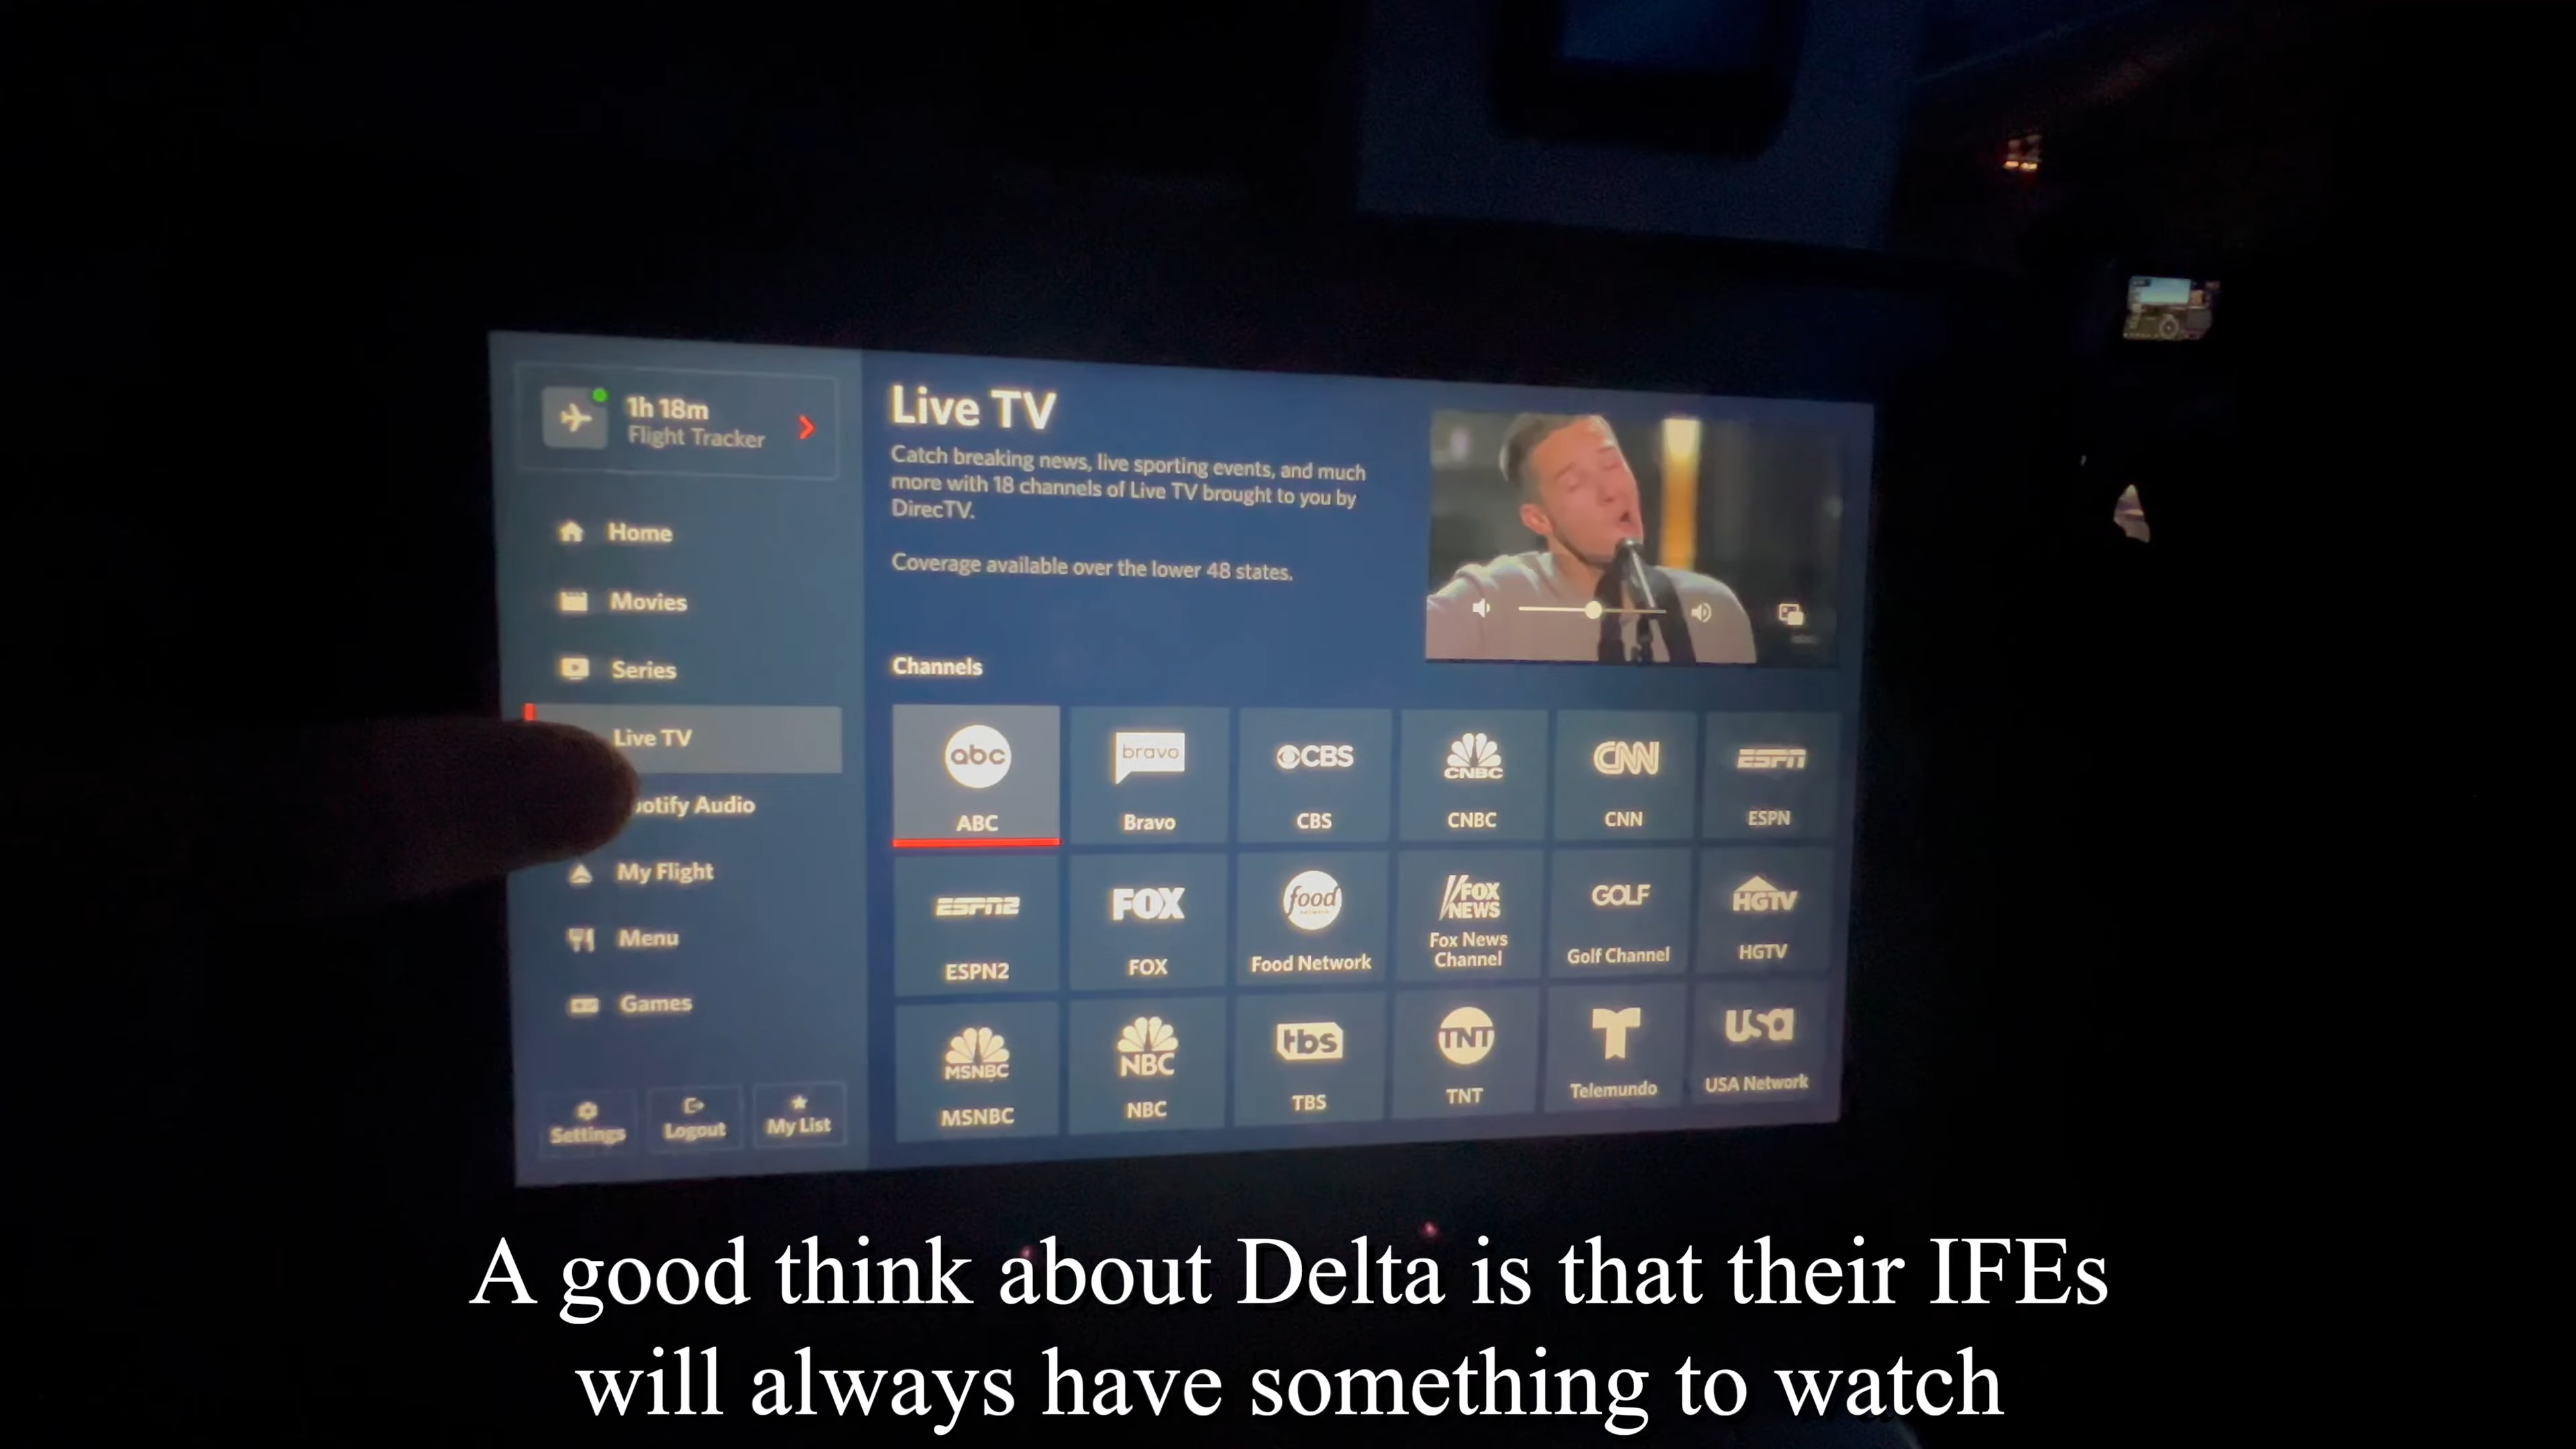 1h 18m
Flight Tracker
Home
Movies
Series
Live TV
otify Audio
My Flight
Menu
Games
Settings
Logout
My List
Live TV
Catch breaking news, live sporting events, and much
more with 18 channels of Live TV brought to you by
DirecTV.
Coverage available over the lower 48 states.
Channels
abc
ABC
bravo
Bravo
CBS
CBS
CNBC
CNBC
CNN
CNN
ESPN
ESPN
ESPN2
ESPN2
FOX
FOX
food
Food Network
FOX
NEWS
Fox News
Channel
GOLF
Golf Channel
HGTV
HGTV
MSNBC
MSNBC
NBC
NBC
tbs
TBS
TNT
TNT
T
Telemundo
usa
USA Network
A good think about Delta is that their IFEs
will always have something to watch